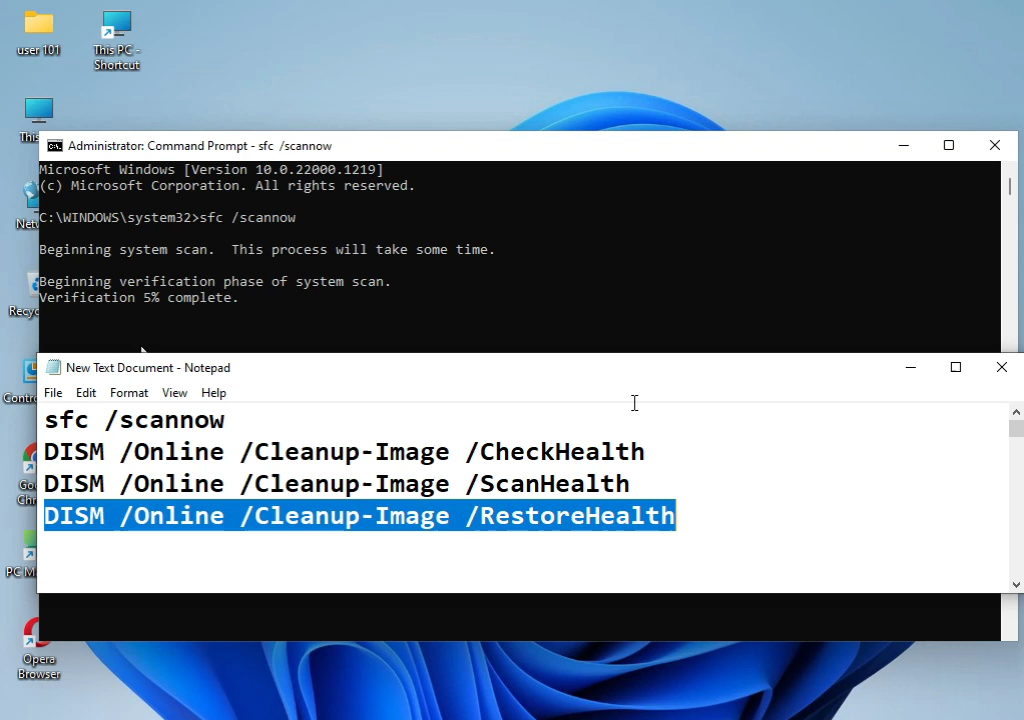 user 101
This PC -
Shortcut
Administrator: Command Prompt - sfc  /scannow
Microsoft Windows [Version 10.0.22000.1219]
(c) Microsoft Corporation. All rights reserved.
C:\WINDOWS\system32>sfc /scannow
Beginning system scan.  This process will take some time.
Beginning verification phase of system scan.
Verification 5% complete.
New Text Document - Notepad
File Edit Format View Help
sfc /scannow
DISM /Online /Cleanup-Image /CheckHealth
DISM /Online /Cleanup-Image /ScanHealth
DISM /Online /Cleanup-Image /RestoreHealth
Opera
Browser